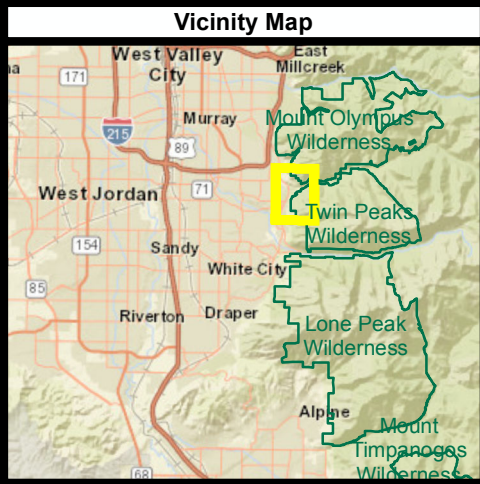 Vicinity Map
West Valley
City
East
Millcreek
171
Murray
Mount Olympus
Wilderness
215
89
West Jordan
71
Twin Peaks
Wilderness
154
Sandy
White City
85
Riverton
Draper
Lone Peak
Wilderness
Alpine
Mount
Timpanogos
Wilderness
68